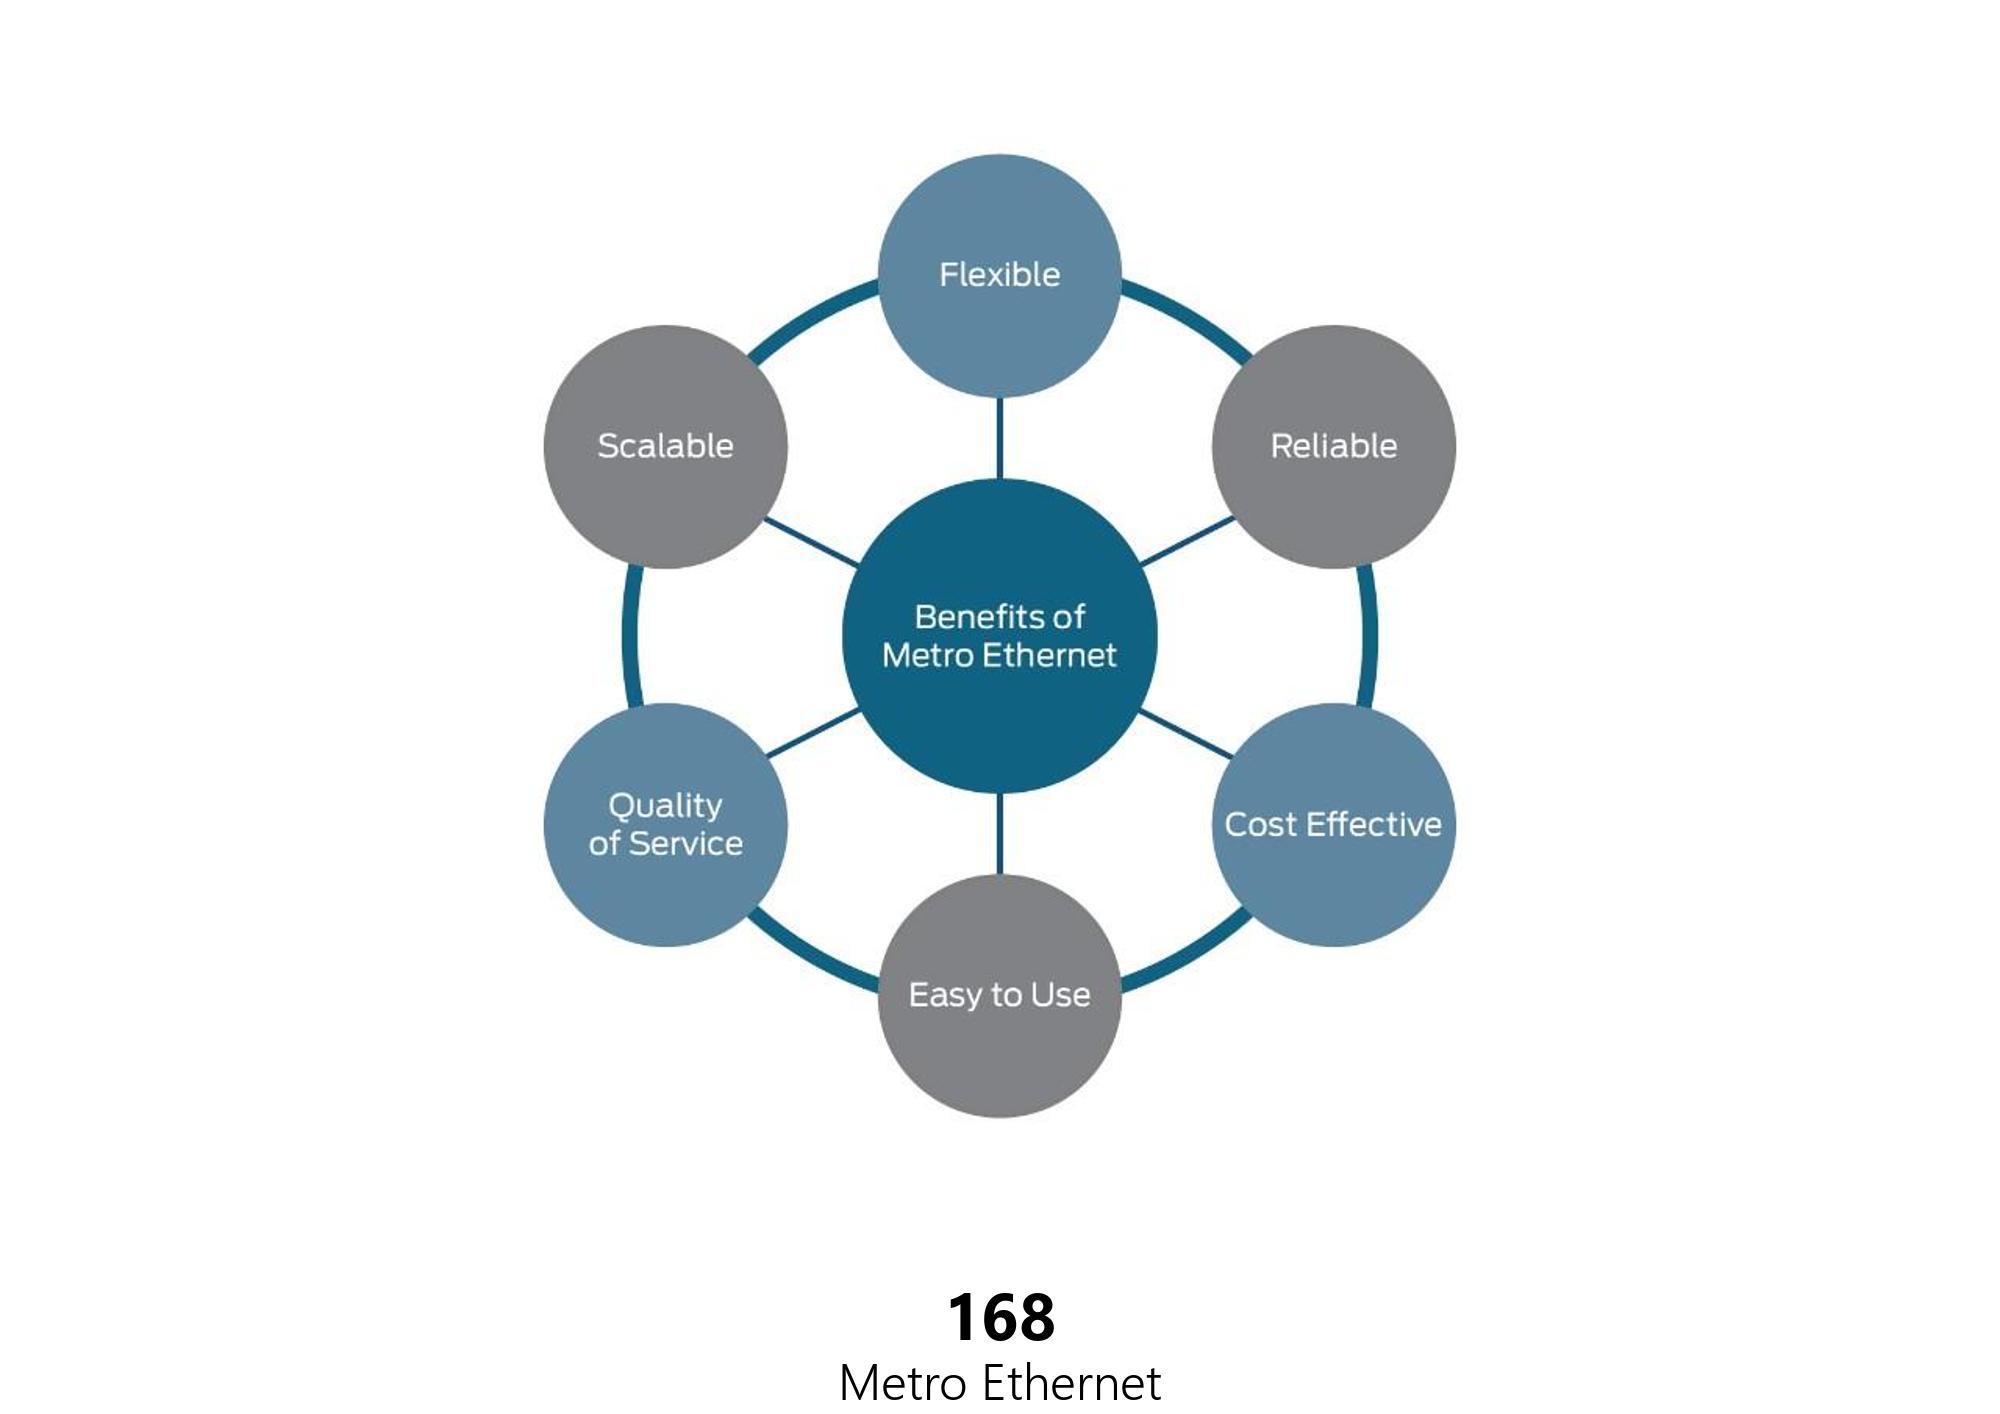 Flexible
Scalable
Reliable
Benefits of
Metro Ethernet
Quality
of Service
Cost Effective
Easy to Use
168
Metro Ethernet